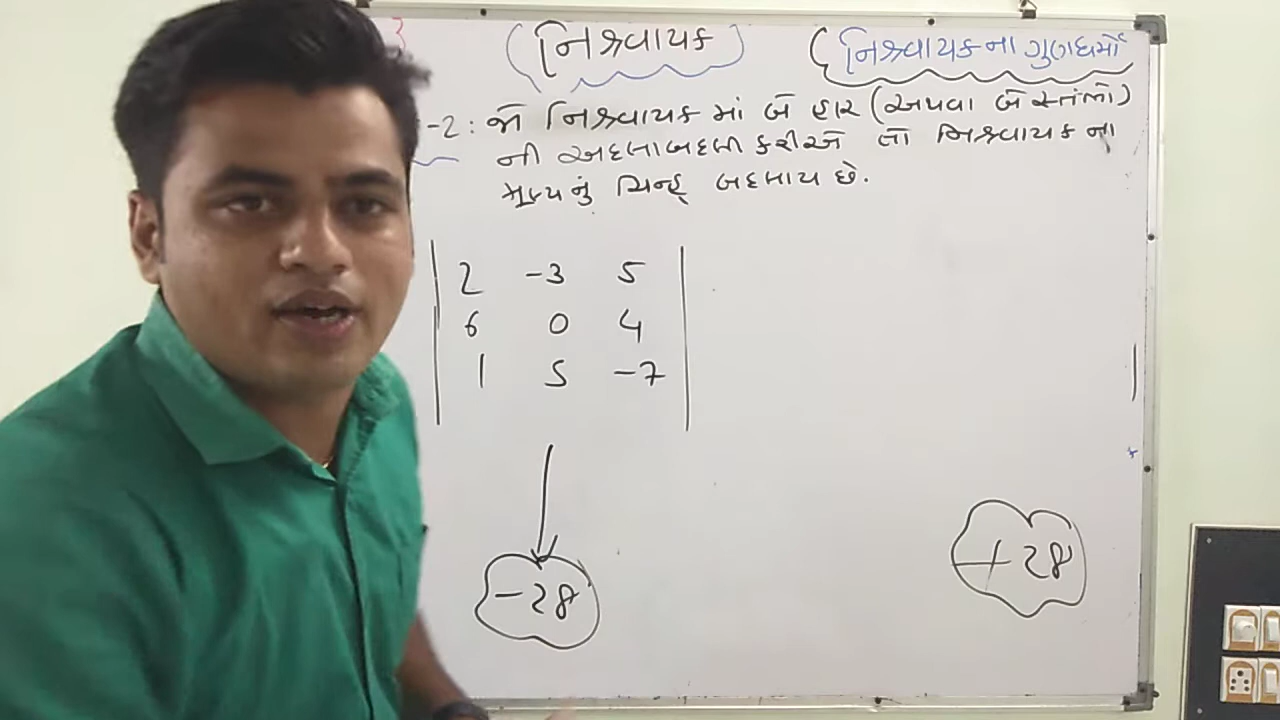 3
નિશ્ચાયક
નિશ્ચાયકના ગુણધર્મો
-2: જો નિશ્ચાયક માં બે હાર (અથવા બે સ્તંભો)
ની અદલાબદલી કરીએ તો નિશ્ચાયક ના
મૂલ્યનું ચિન્હ બદલાય છે.
2 -3 5
6 0 4
1 5 -7
-28
+28